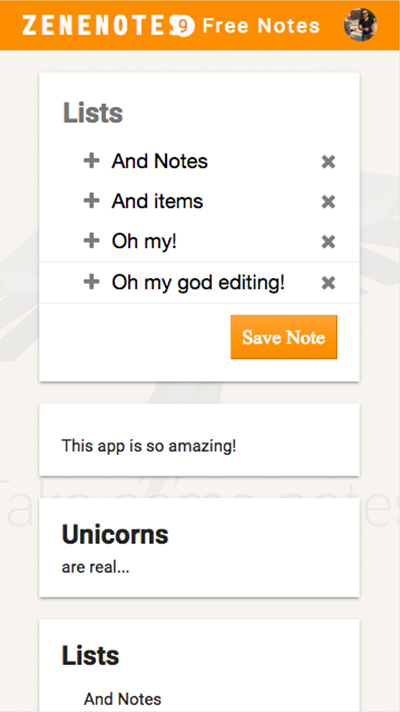 ZENENOTES 9 Free Notes
Lists
And Notes
And items
Oh my!
Oh my god editing!
Save Note
This app is so amazing!
Take some notes
Unicorns
are real...
Lists
And Notes